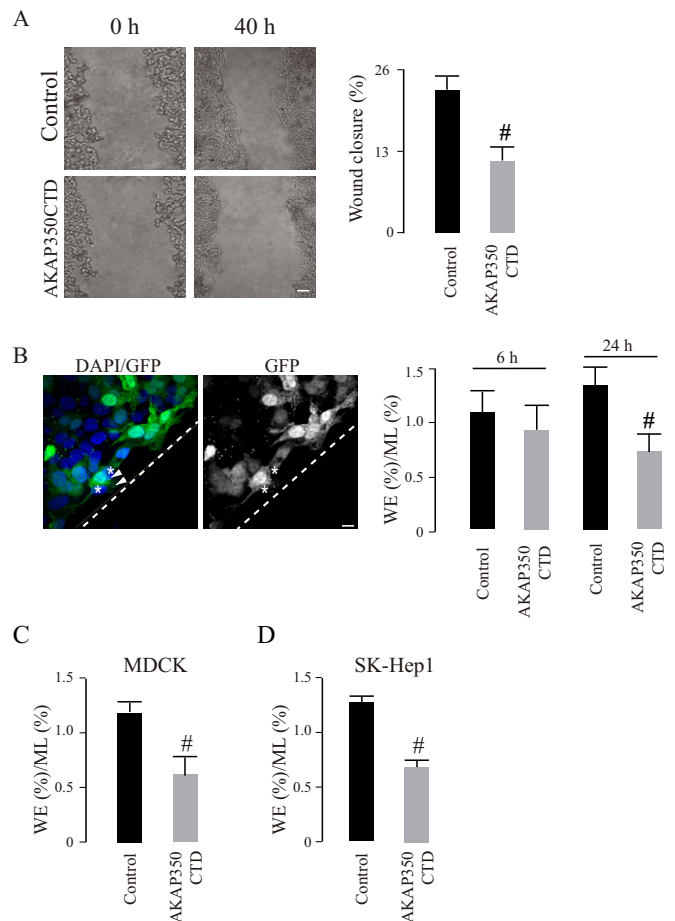 A
0 h
40 h
Control
AKAP350CTD
Wound closure (%)
26
13
0
#
Control
AKAP350
CTD
B
DAPI/GFP
GFP
*
*
*
*
WE (%)/ML (%)
1.5
1.0
0.5
0
6 h
24 h
#
Control
AKAP350
CTD
Control
AKAP350
CTD
C
MDCK
WE (%)/ML (%)
1.5
1.0
0.5
0
#
Control
AKAP350
CTD
D
SK-Hep1
WE (%)/ML (%)
1.5
1.0
0.5
0
#
Control
AKAP350
CTD